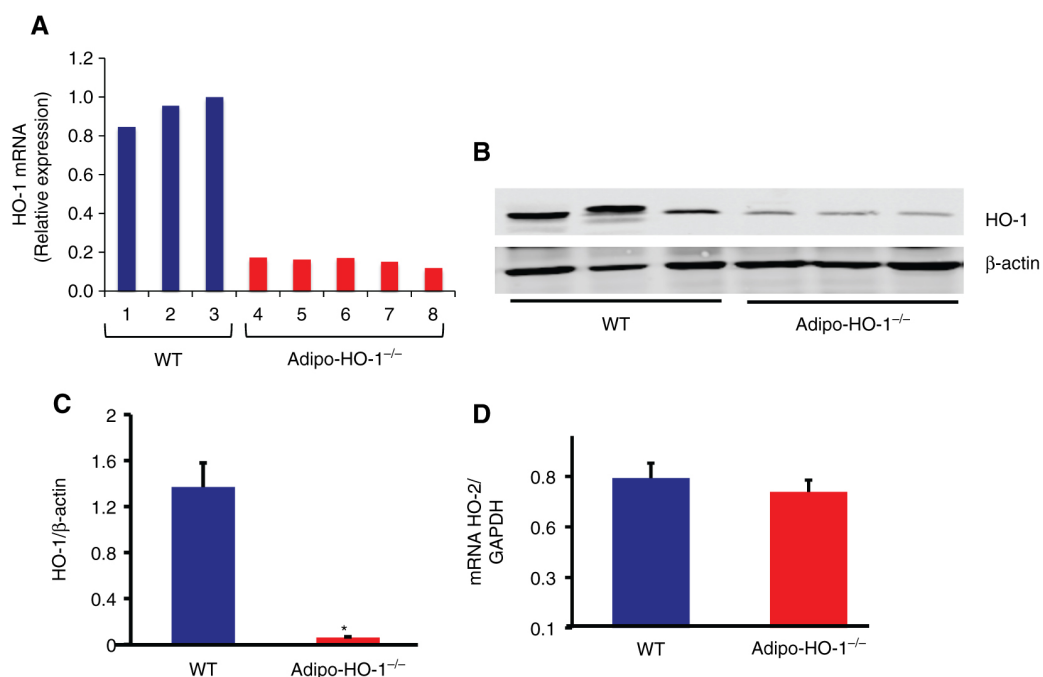 A
HO-1 mRNA
(Relative expression)
1.2
1.0
0.8
0.6
0.4
0.2
0.0
1 2 3 4 5 6 7 8
WT Adipo-HO-1⁻/⁻
B
HO-1
β-actin
WT Adipo-HO-1⁻/⁻
C
HO-1/β-actin
2
1.6
1.2
0.8
0.4
0
*
WT Adipo-HO-1⁻/⁻
D
mRNA HO-2/
GAPDH
0.8
0.6
0.3
0.1
WT Adipo-HO-1⁻/⁻